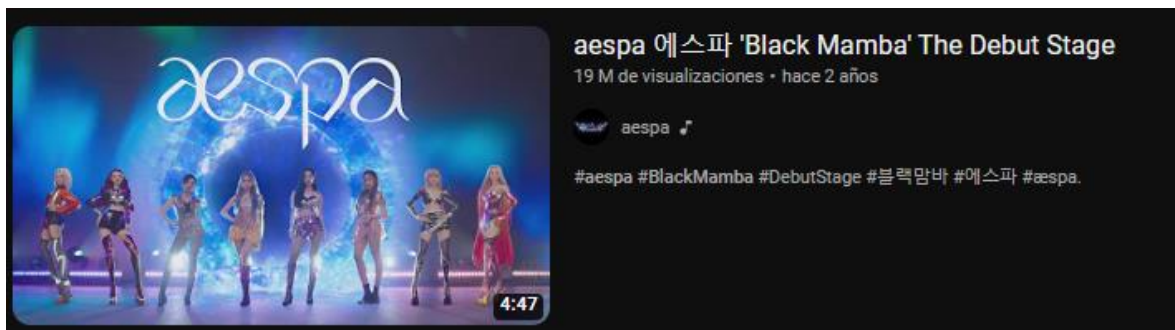 aespa
4:47
aespa 에스파 'Black Mamba' The Debut Stage
19 M de visualizaciones • hace 2 años
aespa
#aespa #BlackMamba #DebutStage #블랙맘바 #에스파 #æspa.